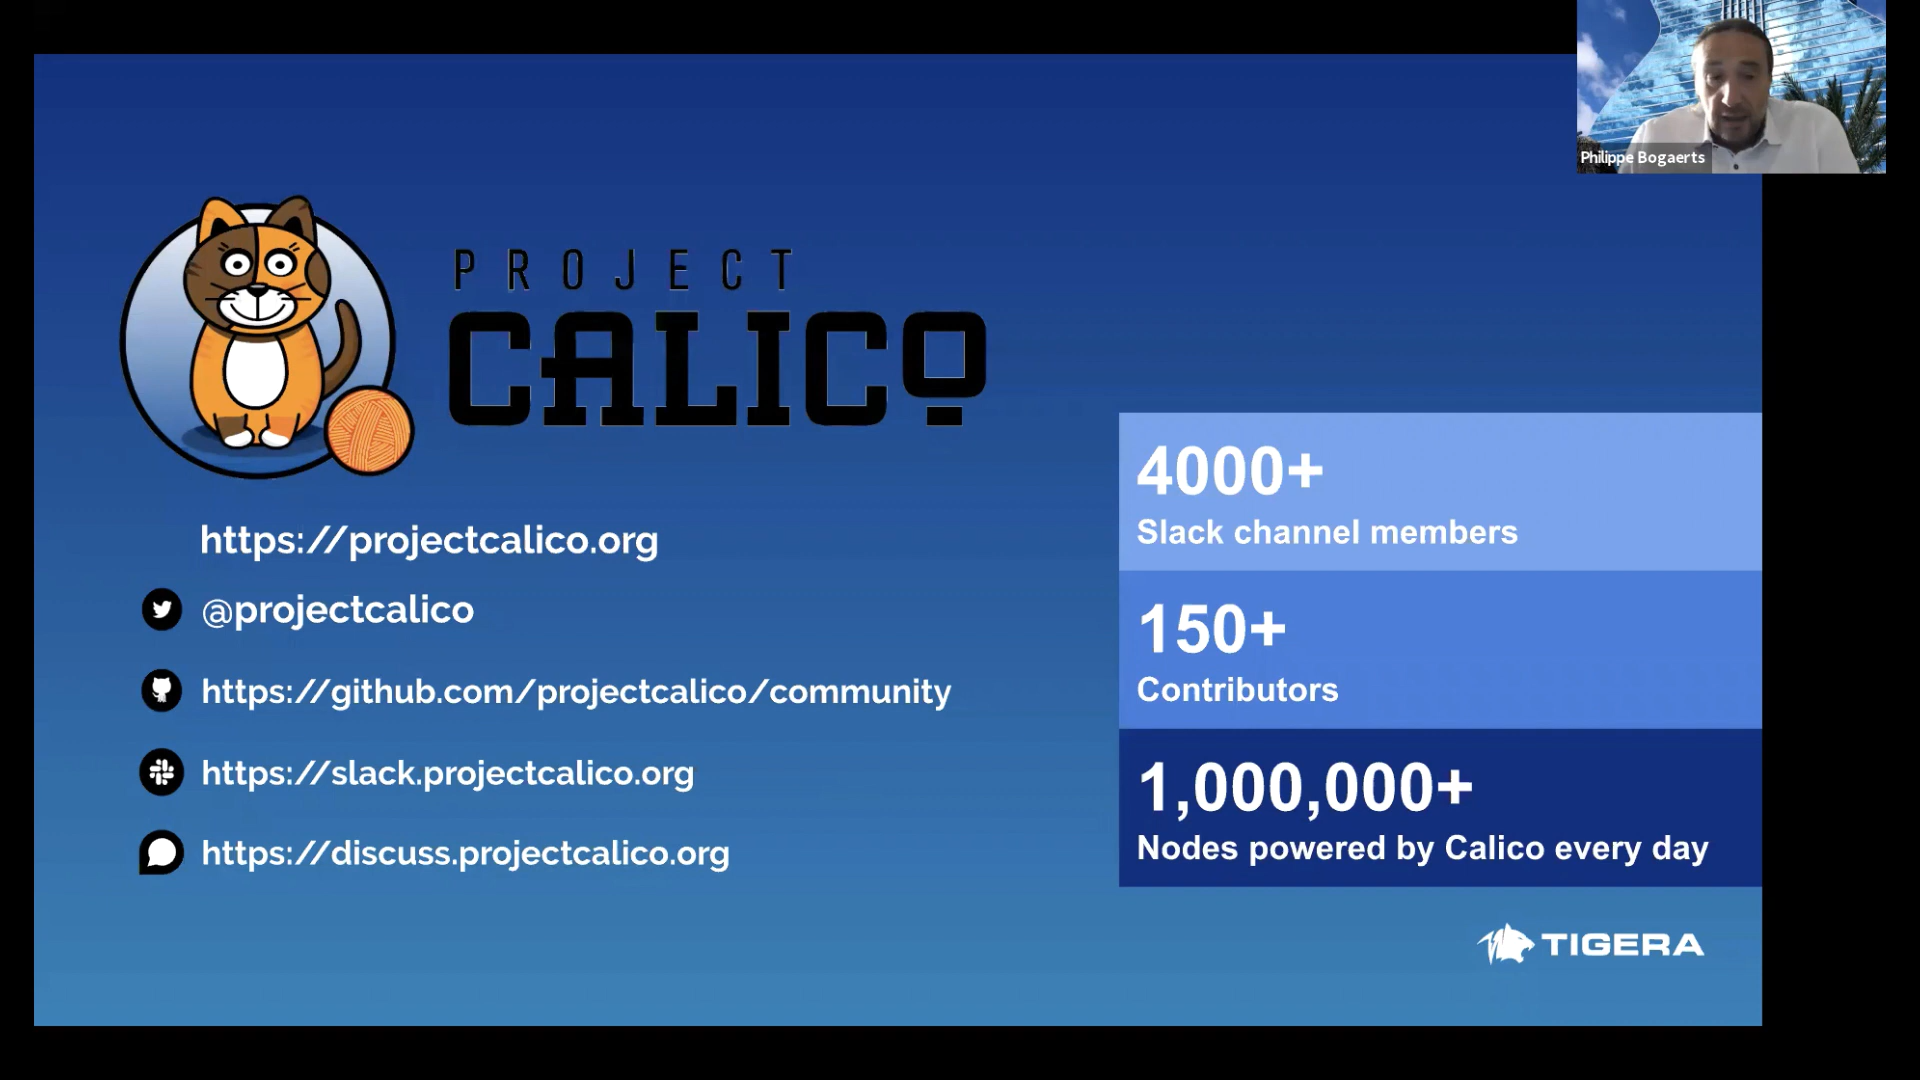 Philippe Bogaerts
PROJECT
CALICO
https://projectcalico.org
@projectcalico
https://github.com/projectcalico/community
https://slack.projectcalico.org
https://discuss.projectcalico.org
4000+
Slack channel members
150+
Contributors
1,000,000+
Nodes powered by Calico every day
TIGERA